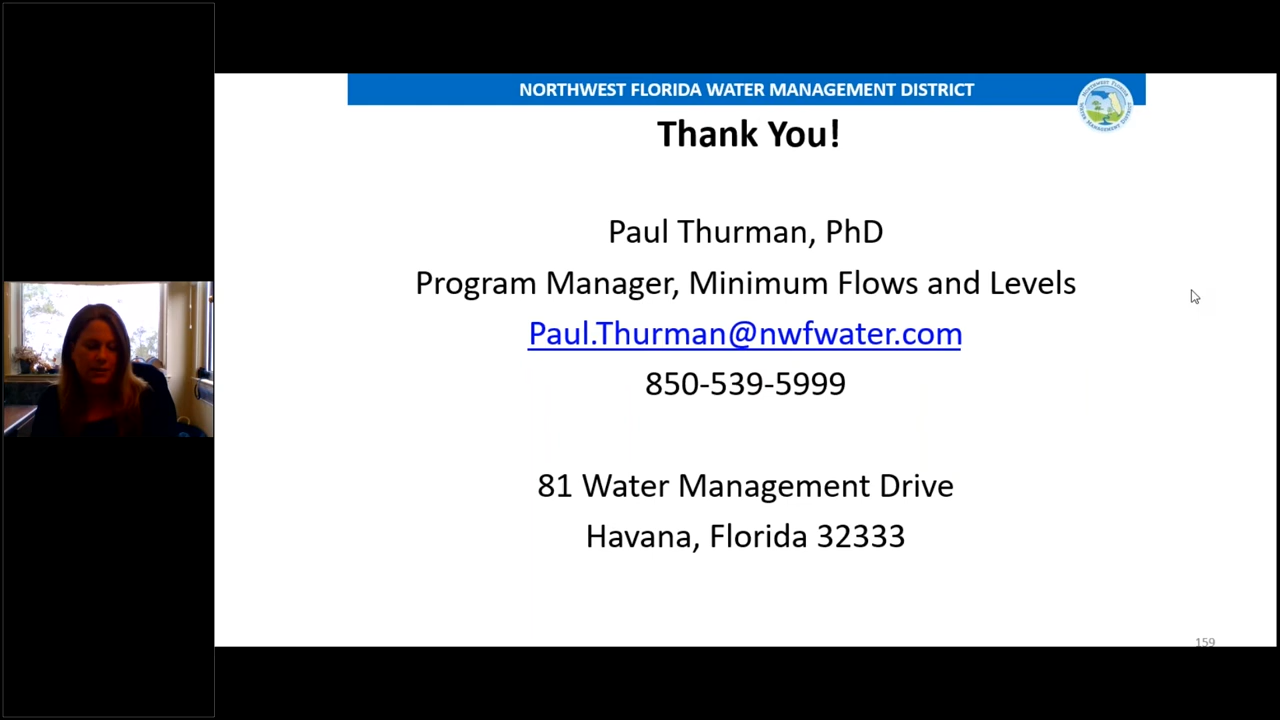 NORTHWEST FLORIDA WATER MANAGEMENT DISTRICT
Thank You!
Paul Thurman, PhD
Program Manager, Minimum Flows and Levels
Paul.Thurman@nwfwater.com
850-539-5999
81 Water Management Drive
Havana, Florida 32333
159